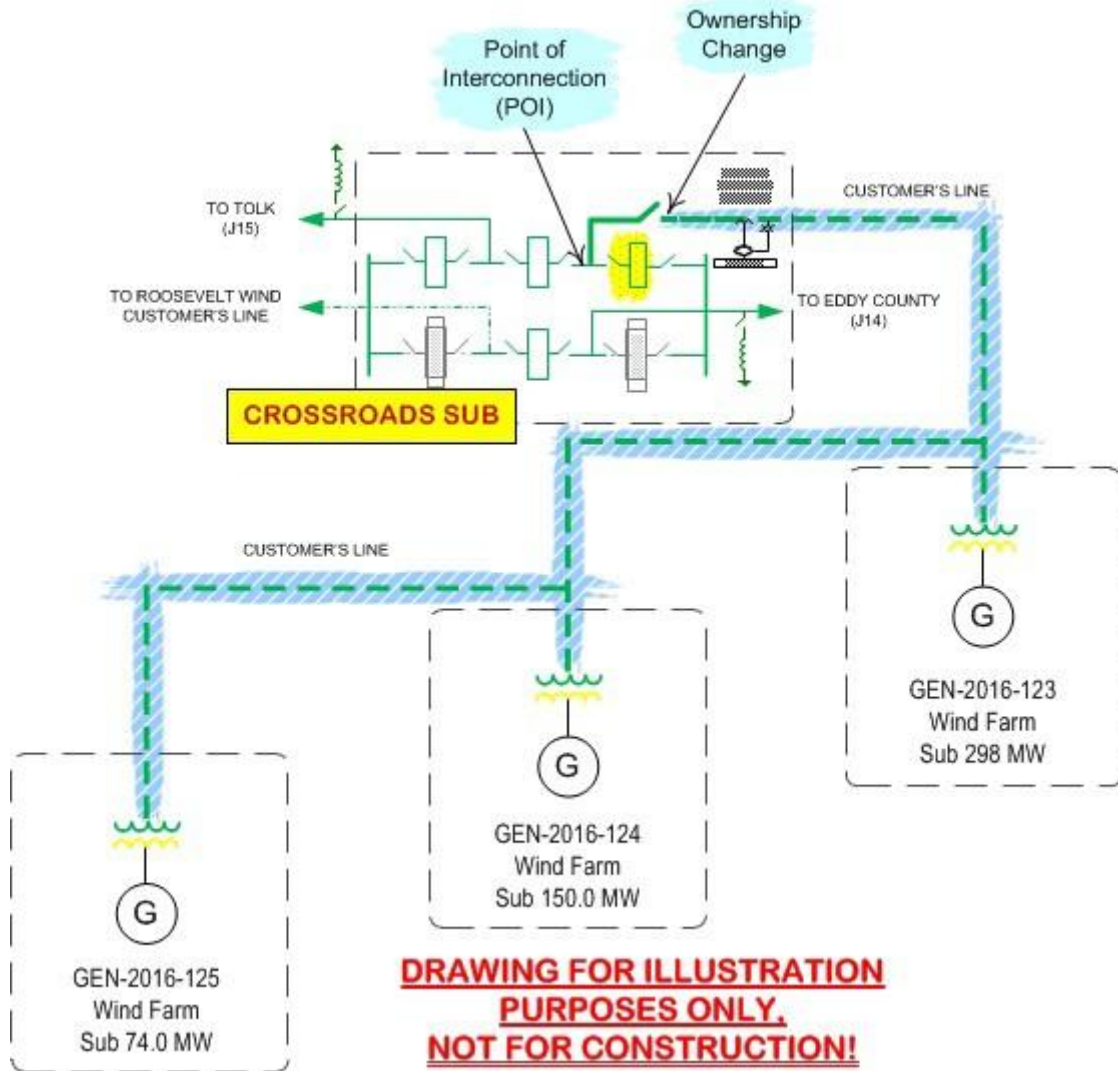 Ownership
Change
Point of
Interconnection
(POI)
CUSTOMER'S LINE
TO TOLK
(J15)
TO ROOSEVELT WIND
CUSTOMER'S LINE
TO EDDY COUNTY
(J14)
CROSSROADS SUB
CUSTOMER'S LINE
G
GEN-2016-123
Wind Farm
Sub 298 MW
G
GEN-2016-124
Wind Farm
Sub 150.0 MW
G
GEN-2016-125
Wind Farm
Sub 74.0 MW
DRAWING FOR ILLUSTRATION
PURPOSES ONLY,
NOT FOR CONSTRUCTION!